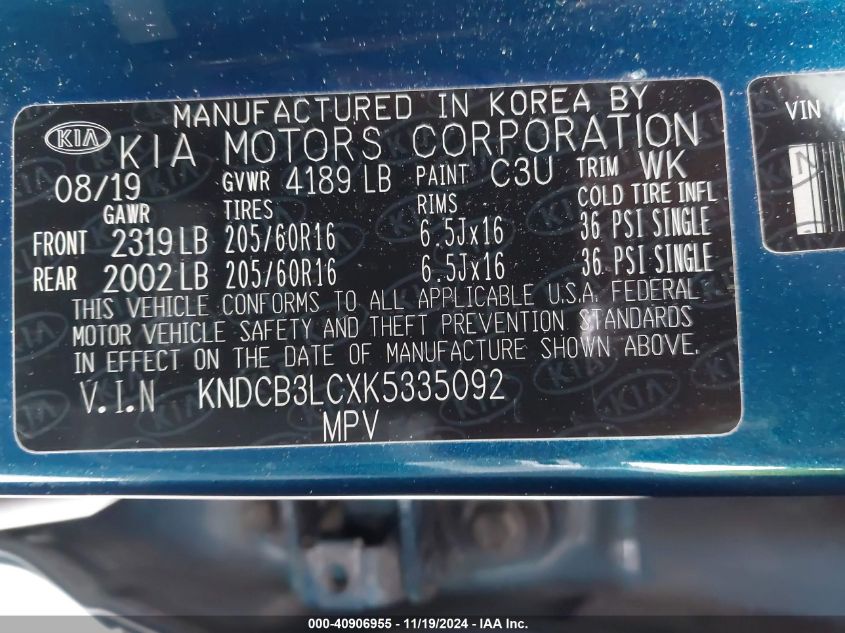 MANUFACTURED IN KOREA BY
KIA KIA MOTORS CORPORATION
08/19 GVWR 4189 LB PAINT C3U TRIM WK
GAWR TIRES RIMS COLD TIRE INFL
FRONT 2319 LB 205/60R16 6.5Jx16 36 PSI SINGLE
REAR 2002 LB 205/60R16 6.5Jx16 36 PSI SINGLE
THIS VEHICLE CONFORMS TO ALL APPLICABLE U.S.A. FEDERAL
MOTOR VEHICLE SAFETY AND THEFT PREVENTION STANDARDS
IN EFFECT ON THE DATE OF MANUFACTURE SHOWN ABOVE.
V.I.N KNDCB3LCXK5335092
MPV
VIN
000-40906955 - 11/19/2024 - IAA Inc.